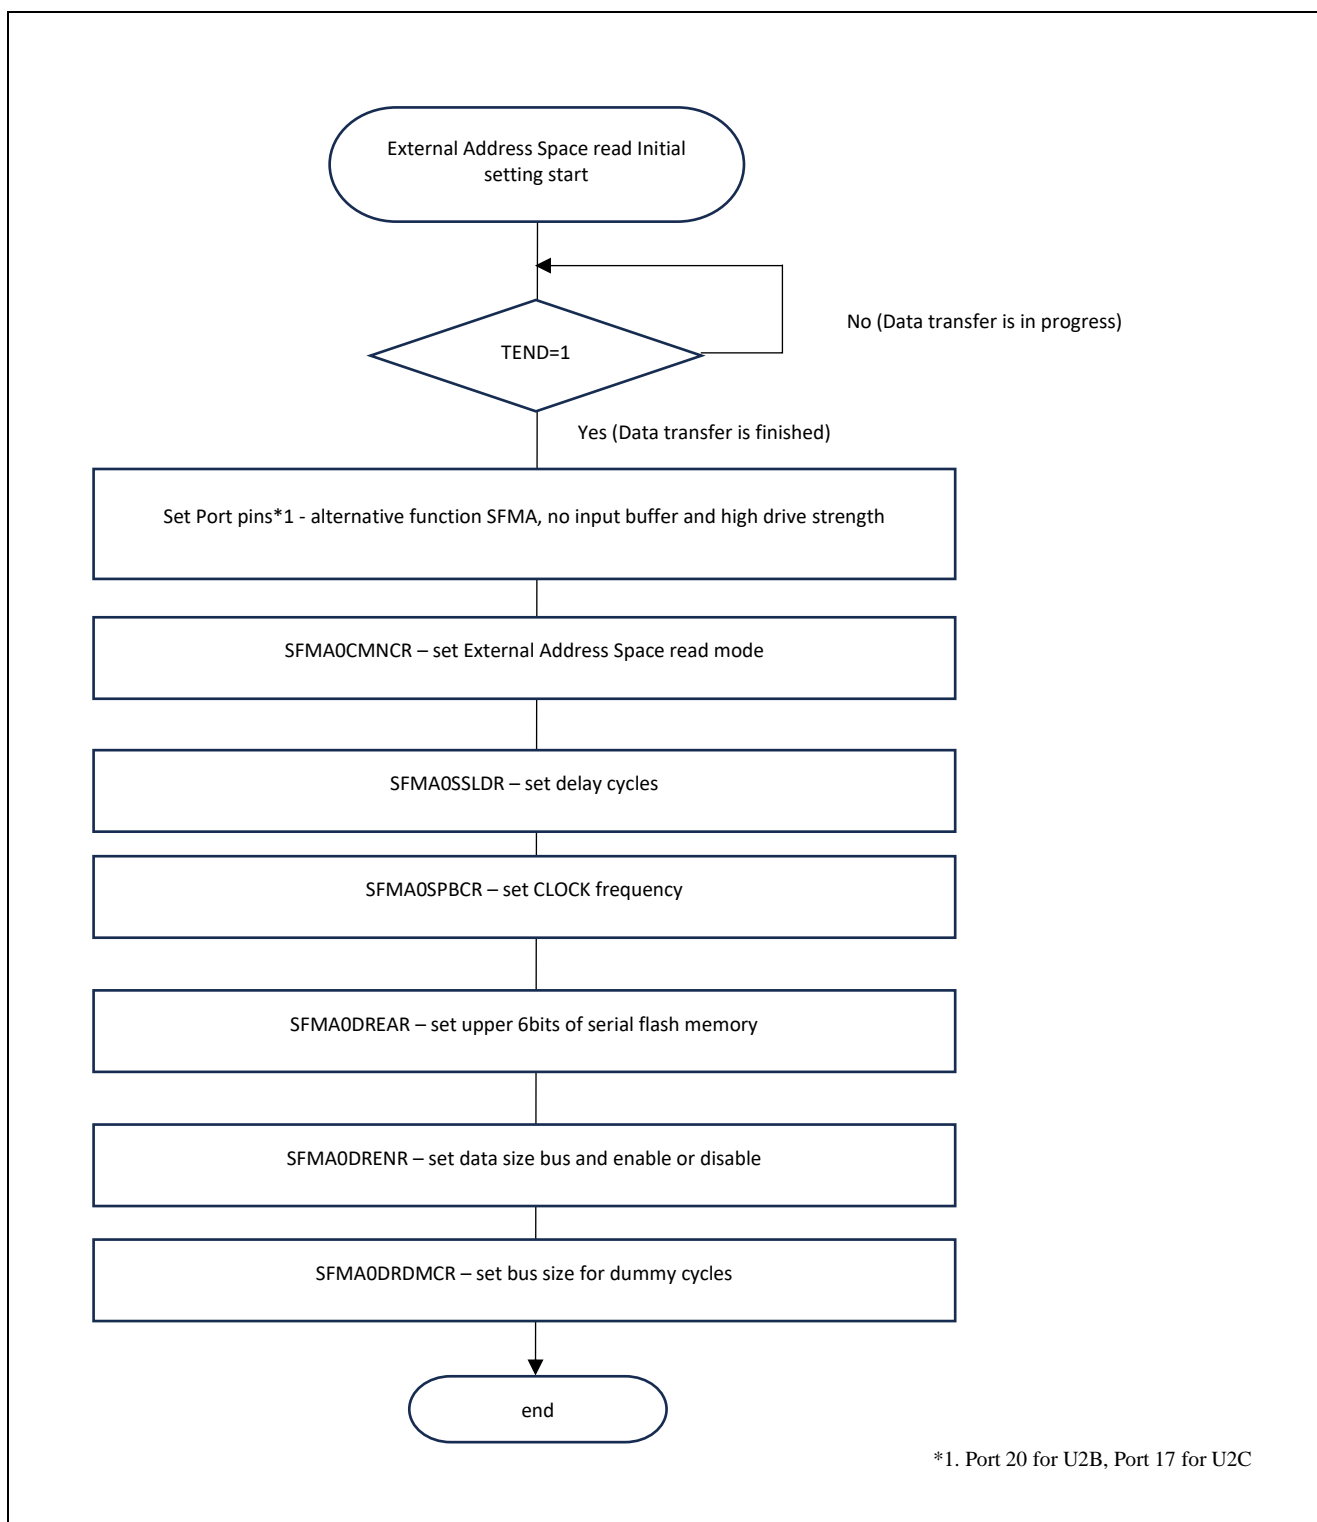 External Address Space read Initial
setting start
No (Data transfer is in progress)
TEND=1
Yes (Data transfer is finished)
Set Port pins*1 - alternative function SFMA, no input buffer and high drive strength
SFMA0CMNCR – set External Address Space read mode
SFMA0SSLDR – set delay cycles
SFMA0SPBCR – set CLOCK frequency
SFMA0DREAR – set upper 6bits of serial flash memory
SFMA0DRENR – set data size bus and enable or disable
SFMA0DRDMCR – set bus size for dummy cycles
end
*1. Port 20 for U2B, Port 17 for U2C